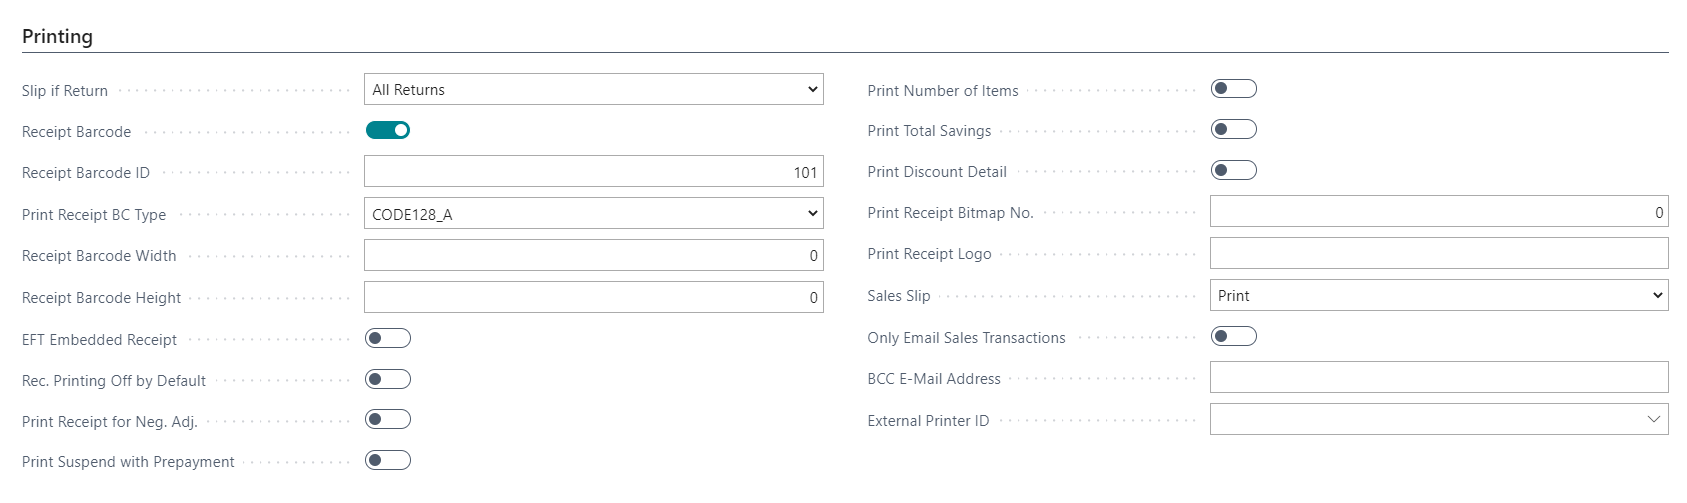 Printing
Slip if Return
All Returns
Receipt Barcode
Receipt Barcode ID
101
Print Receipt BC Type
CODE128_A
Receipt Barcode Width
0
Receipt Barcode Height
0
EFT Embedded Receipt
Rec. Printing Off by Default
Print Receipt for Neg. Adj.
Print Suspend with Prepayment
Print Number of Items
Print Total Savings
Print Discount Detail
Print Receipt Bitmap No.
0
Print Receipt Logo
Sales Slip
Print
Only Email Sales Transactions
BCC E-Mail Address
External Printer ID